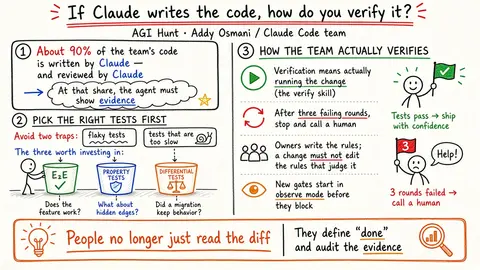 If Claude writes the code, how do you verify it?
AGI Hunt · Addy Osmani / Claude Code team
1
About 90% of the team's code
is written by Claude —
and reviewed by Claude
At that share, the agent must
show evidence
2 PICK THE RIGHT TESTS FIRST
Avoid two traps:
flaky tests
tests that are
too slow
The three worth investing in:
E2E
PROPERTY
TESTS
DIFFERENTIAL
TESTS
Does the
feature work?
What about
hidden edges?
Did a migration
keep behavior?
3 HOW THE TEAM ACTUALLY VERIFIES
Verification means actually
running the change
(the verify skill)
After three failing rounds,
stop and call a human
Owners write the rules;
a change must not edit
the rules that judge it
New gates start in
observe mode before
they block
Tests pass → ship
with confidence
3
Help!
3 rounds failed →
call a human
People no longer just read the diff
They define "done"
and audit the evidence